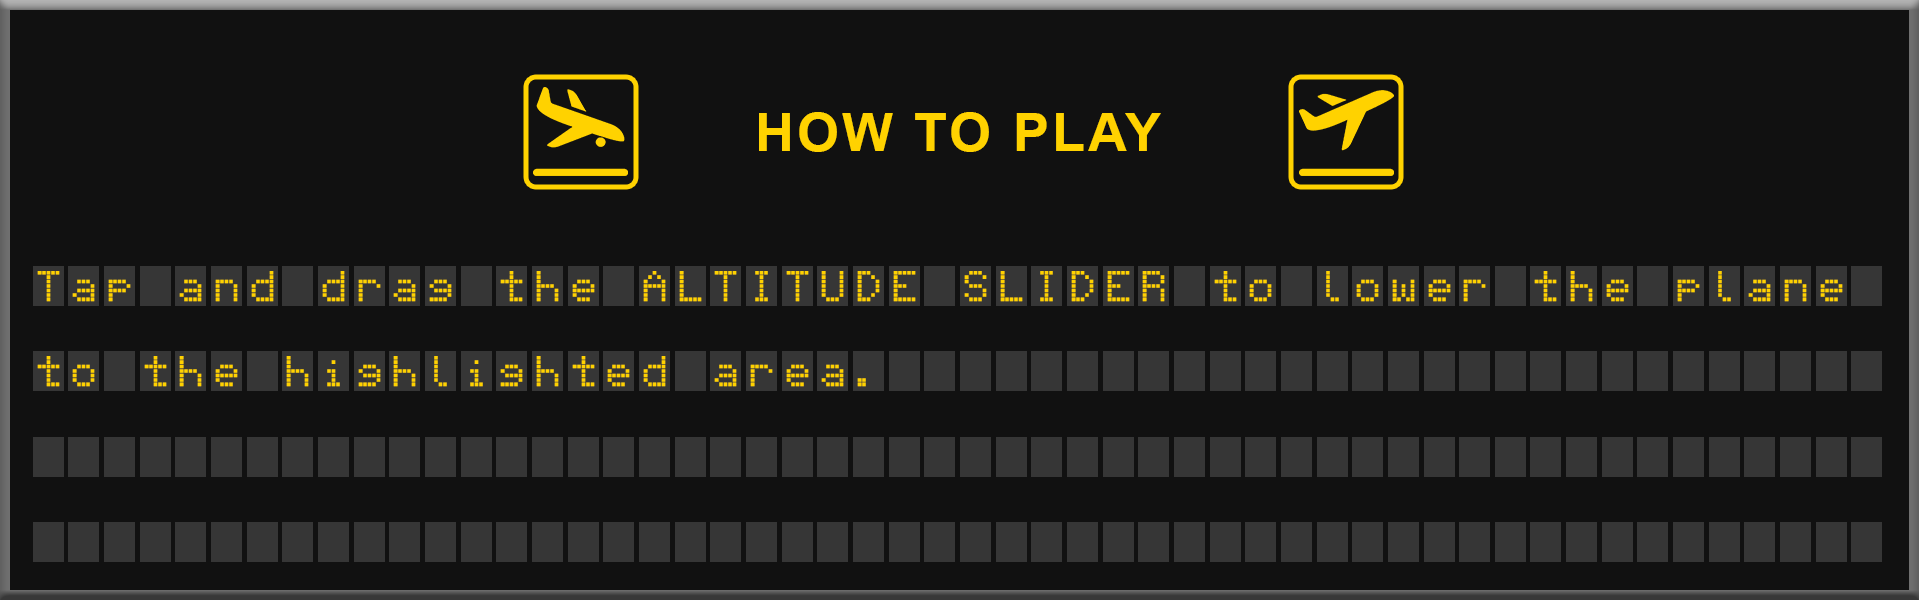 HOW TO PLAY
Tap and drag the ALTITUDE SLIDER to lower the plane
to the highlighted area.